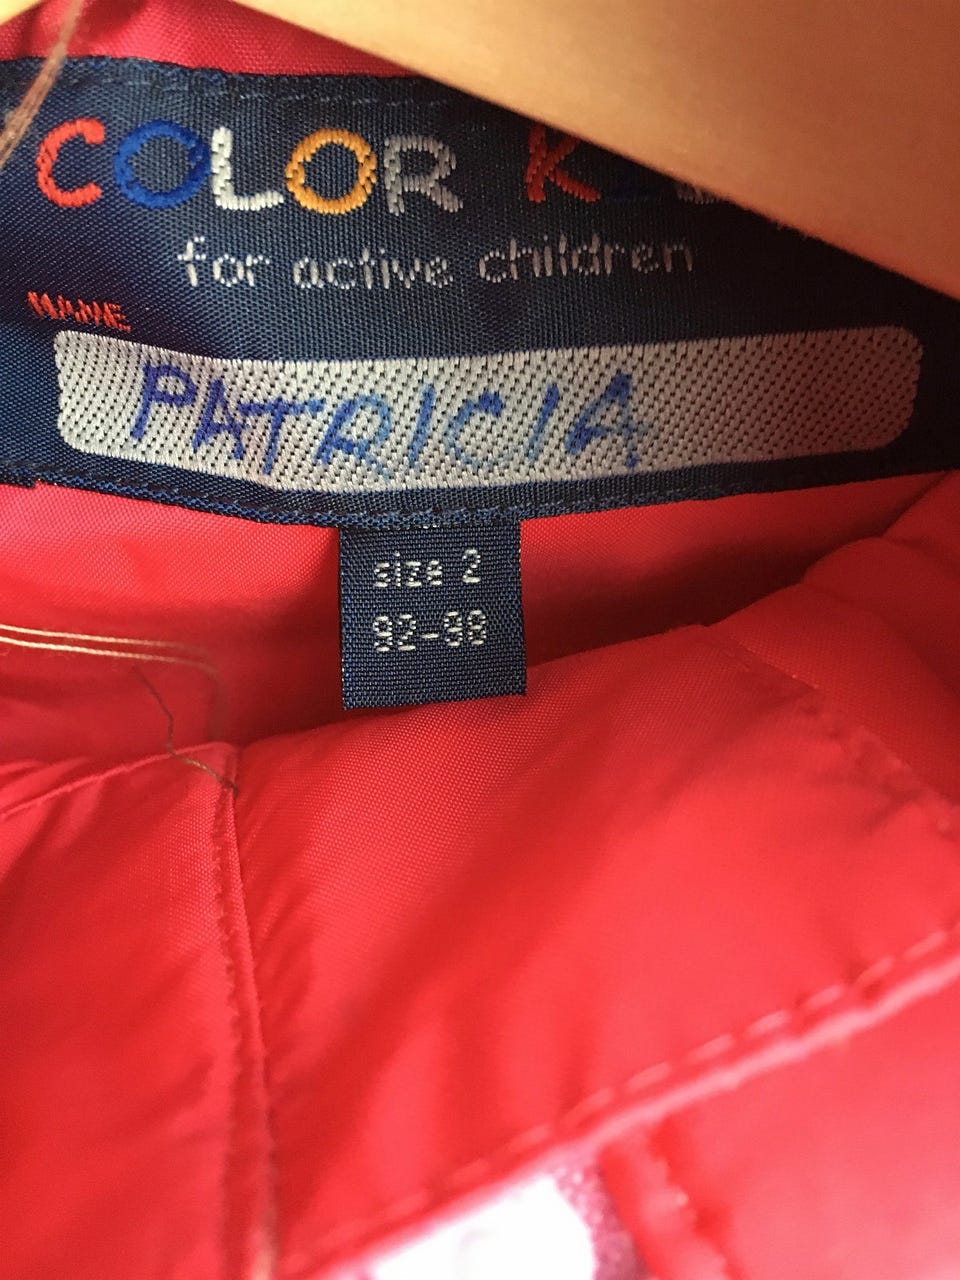 COLOR
for active children
NAME
PATRICIA
size 2
92-98